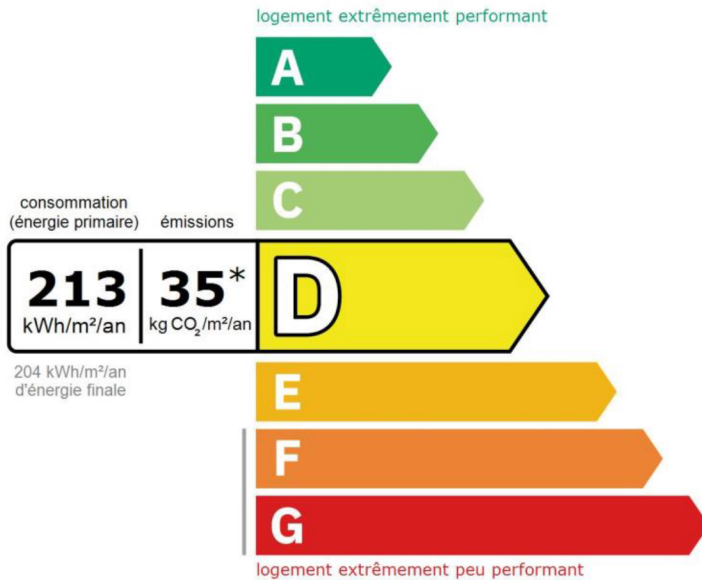 logement extrêmement performant
A
B
C
consommation
(énergie primaire)
émissions
213
kWh/m²/an
35*
kg CO₂/m²/an
D
204 kWh/m²/an
d'énergie finale
E
F
G
logement extrêmement peu performant